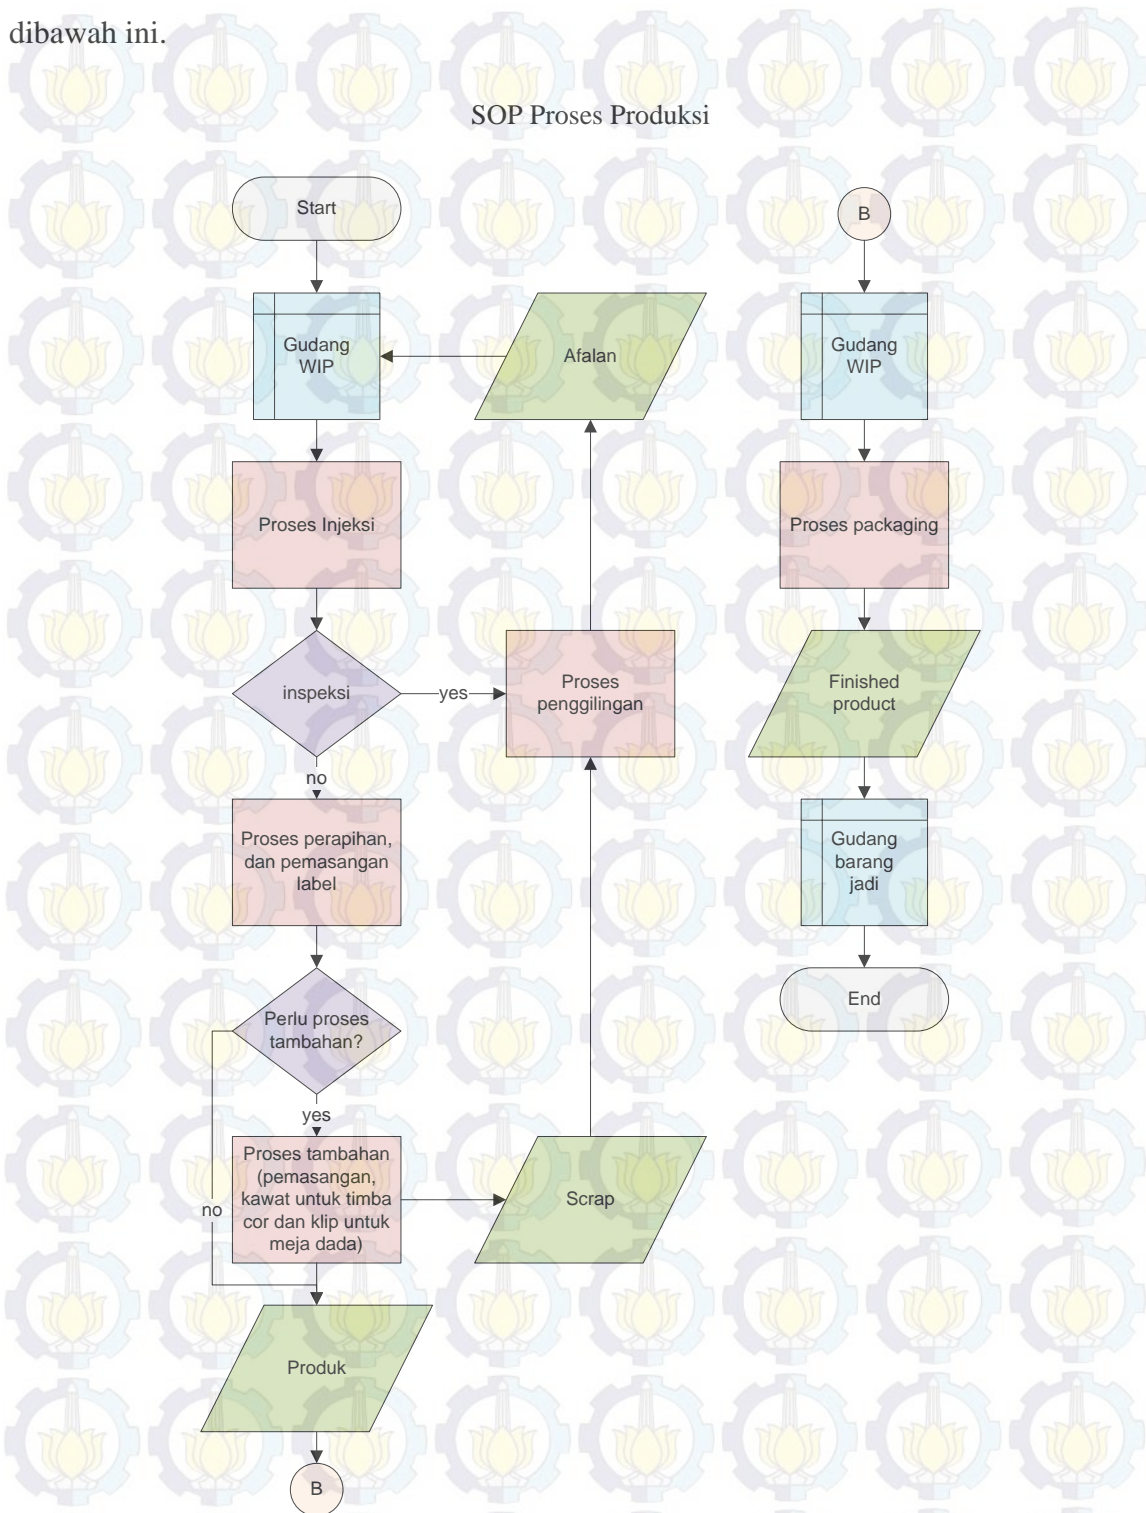 dibawah ini.
SOP Proses Produksi
Start
Gudang
WIP
Afalan
Proses Injeksi
inspeksi
yes
Proses
penggilingan
no
Proses perapihan,
dan pemasangan
label
Perlu proses
tambahan?
yes
no
Proses tambahan
(pemasangan,
kawat untuk timba
cor dan klip untuk
meja dada)
Scrap
Produk
B
B
Gudang
WIP
Proses packaging
Finished
product
Gudang
barang
jadi
End